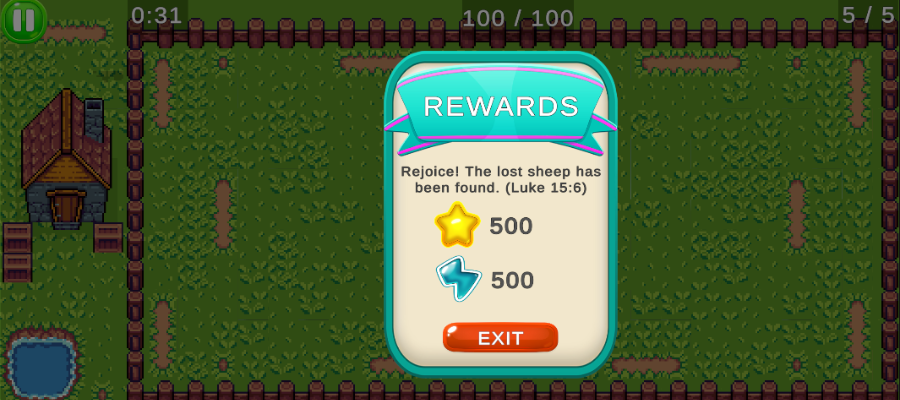 0:31
100 / 100
5 / 5
REWARDS
Rejoice! The lost sheep has
been found. (Luke 15:6)
500
500
EXIT